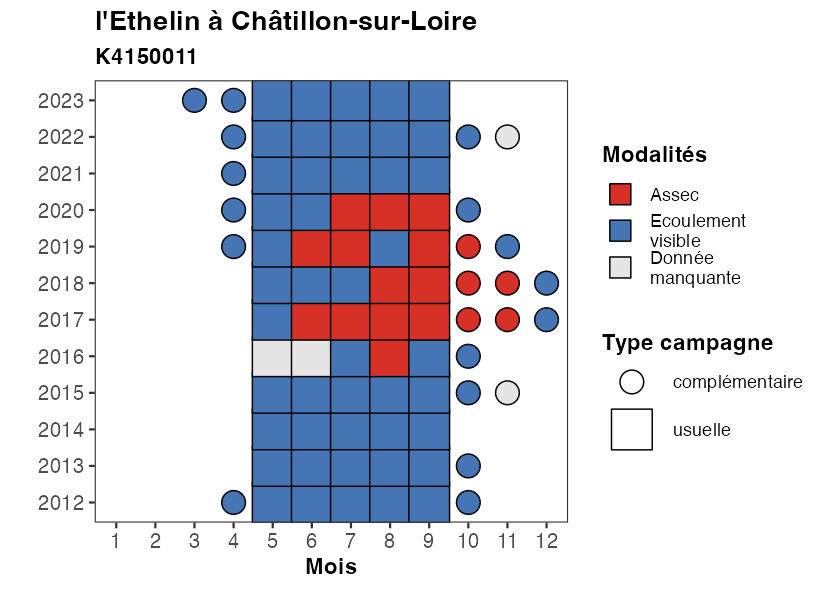 l'Ethelin à Châtillon-sur-Loire
K4150011
2023
2022
2021
2020
2019
2018
2017
2016
2015
2014
2013
2012
1 2 3 4 5 6 7 8 9 10 11 12
Mois
Modalités
Assec
Ecoulement
visible
Donnée
manquante
Type campagne
complémentaire
usuelle